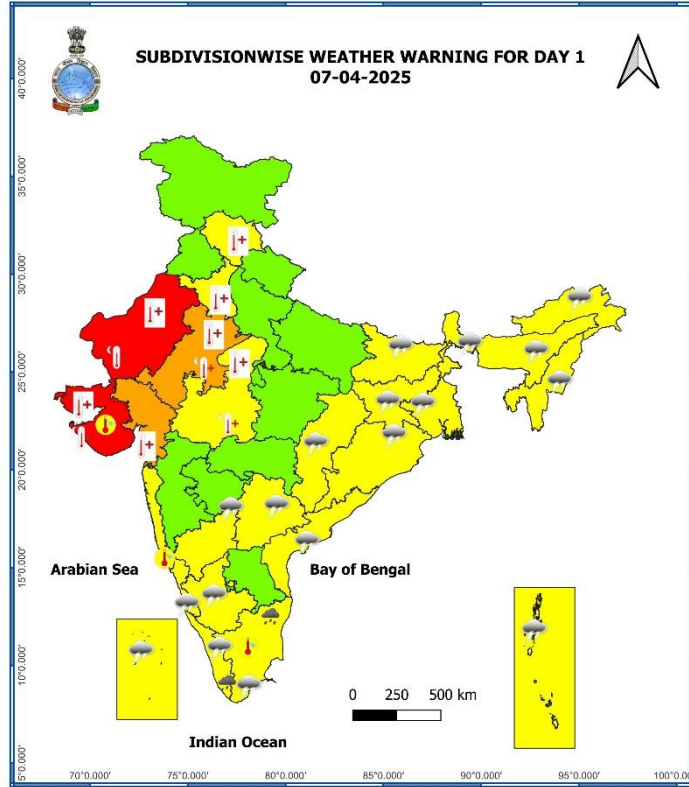 SUBDIVISIONWISE WEATHER WARNING FOR DAY 1
07-04-2025
40°0.000'
35°0.000'
30°0.000'
25°0.000'
20°0.000'
15°0.000'
10°0.000'
5°0.000'
Arabian Sea
Bay of Bengal
Indian Ocean
0 250 500 km
70°0.000' 75°0.000' 80°0.000' 85°0.000' 90°0.000' 95°0.000' 100°0.00